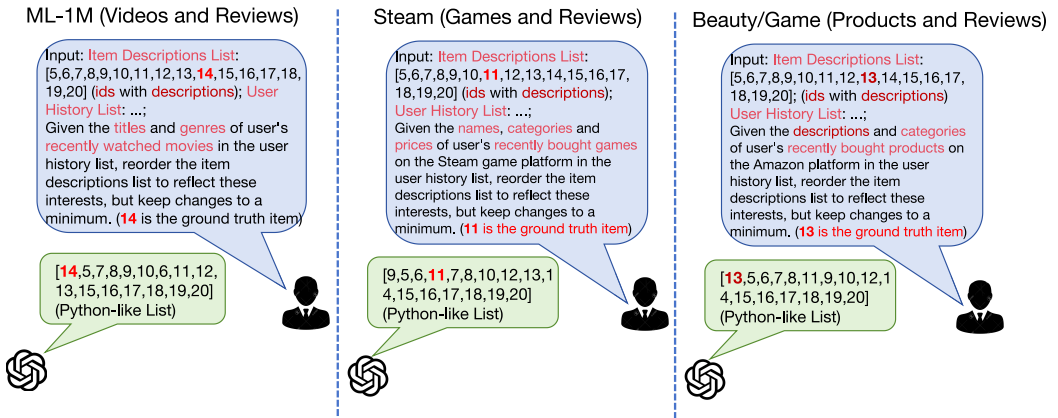 ML-1M (Videos and Reviews)
Input: Item Descriptions List:
[5,6,7,8,9,10,11,12,13,14,15,16,17,18,
19,20] (ids with descriptions); User
History List: ...;
Given the titles and genres of user's
recently watched movies in the user
history list, reorder the item
descriptions list to reflect these
interests, but keep changes to a
minimum. (14 is the ground truth item)
[14,5,7,8,9,10,6,11,12,
13,15,16,17,18,19,20]
(Python-like List)
Steam (Games and Reviews)
Input: Item Descriptions List:
[5,6,7,8,9,10,11,12,13,14,15,16,17,
18,19,20] (ids with descriptions);
User History List: ...;
Given the names, categories and
prices of user's recently bought games
on the Steam game platform in the
user history list, reorder the item
descriptions list to reflect these
interests, but keep changes to a
minimum. (11 is the ground truth item)
[9,5,6,11,7,8,10,12,13,1
4,15,16,17,18,19,20]
(Python-like List)
Beauty/Game (Products and Reviews)
Input: Item Descriptions List:
[5,6,7,8,9,10,11,12,13,14,15,16,17,
18,19,20]; (ids with descriptions)
User History List: ...;
Given the descriptions and categories
of user's recently bought products on
the Amazon platform in the user
history list, reorder the item
descriptions list to reflect these
interests, but keep changes to a
minimum. (13 is the ground truth item)
[13,5,6,7,8,11,9,10,12,1
4,15,16,17,18,19,20]
(Python-like List)